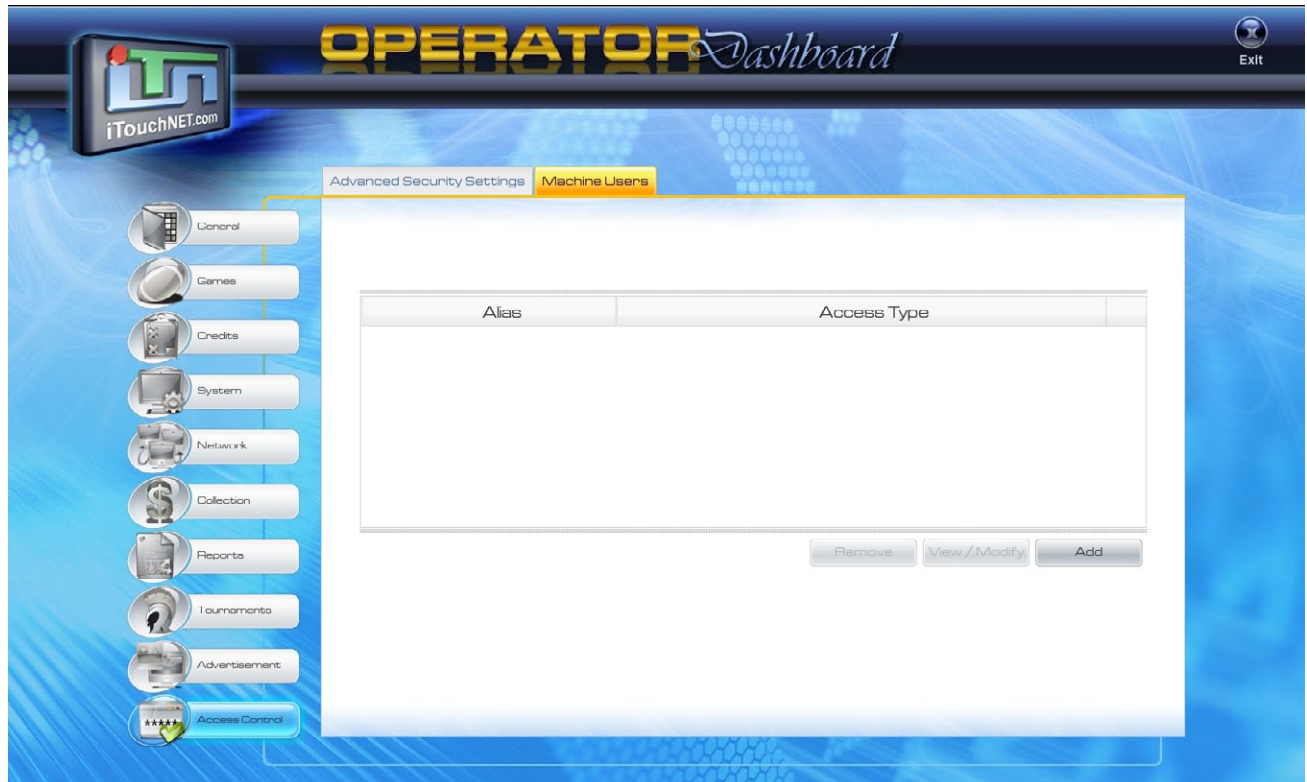 OPERATOR Dashboard
Exit
iTn
iTouchNET.com
Advanced Security Settings
Machine Users
General
Games
Credits
System
Network
Collection
Reports
Tournaments
Advertisement
*****
Access Control
Alias
Access Type
Remove
View / Modify
Add